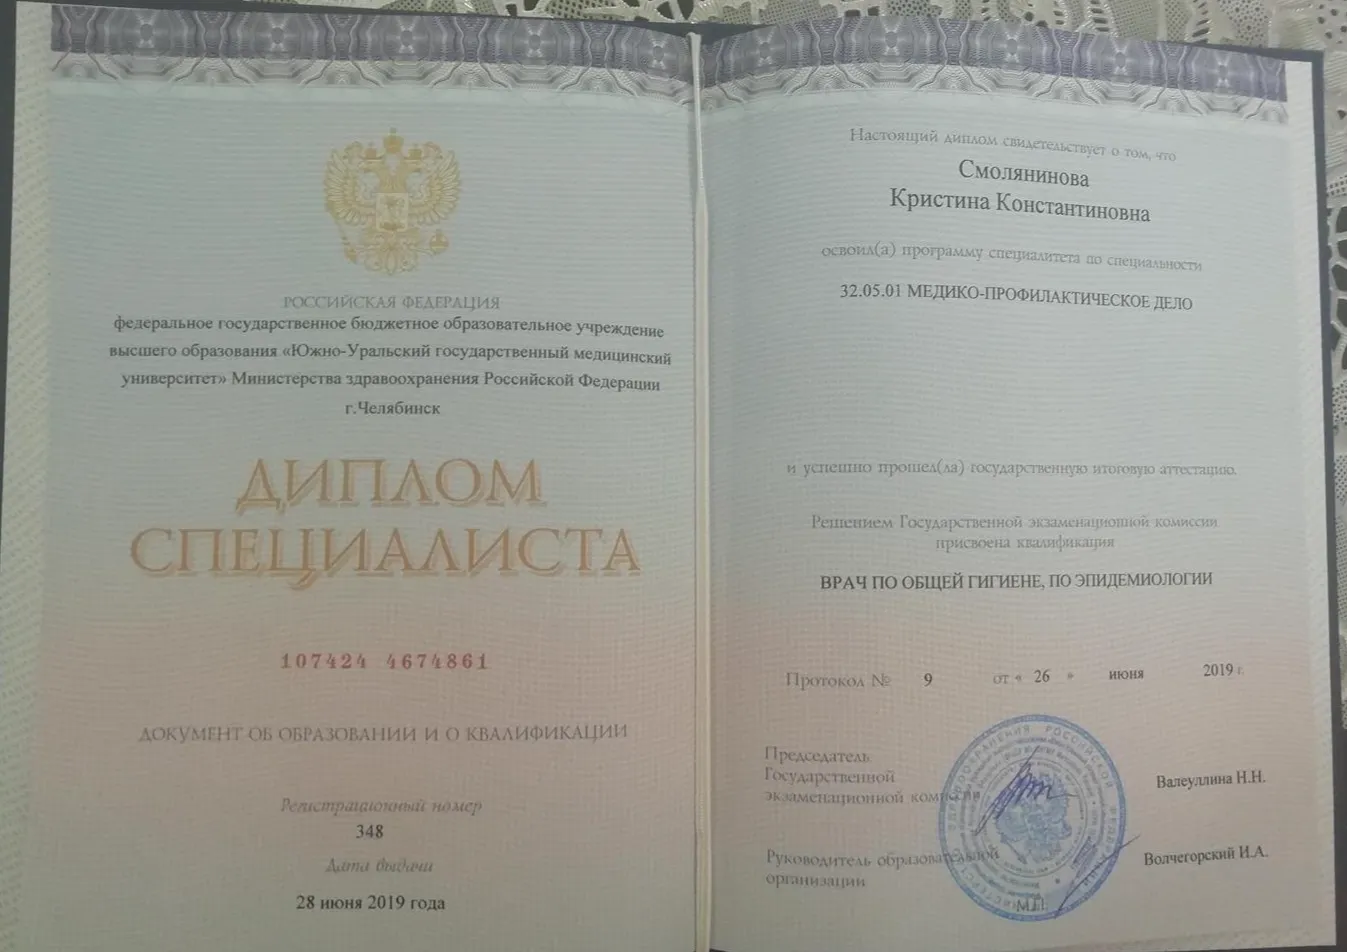 РОССИЙСКАЯ ФЕДЕРАЦИЯ
федеральное государственное бюджетное образовательное учреждение
высшего образования «Южно-Уральский государственный медицинский
университет» Министерства здравоохранения Российской Федерации
г.Челябинск
ДИПЛОМ
СПЕЦИАЛИСТА
107424 4674861
ДОКУМЕНТ ОБ ОБРАЗОВАНИИ И О КВАЛИФИКАЦИИ
Регистрационный номер
348
Дата выдачи
28 июня 2019 года
Настоящий диплом свидетельствует о том, что
Смолянинова
Кристина Константиновна
освоил(а) программу специалитета по специальности
32.05.01 МЕДИКО-ПРОФИЛАКТИЧЕСКОЕ ДЕЛО
и успешно прошел(ла) государственную итоговую аттестацию.
Решением Государственной экзаменационной комиссии
присвоена квалификация
ВРАЧ ПО ОБЩЕЙ ГИГИЕНЕ, ПО ЭПИДЕМИОЛОГИИ
Протокол № 9 от « 26 » июня 2019 г.
Председатель
Государственной
экзаменационной комиссии
Валеуллина Н.Н.
Руководитель образовательной
организации
Волчегорский И.А.
М.П.